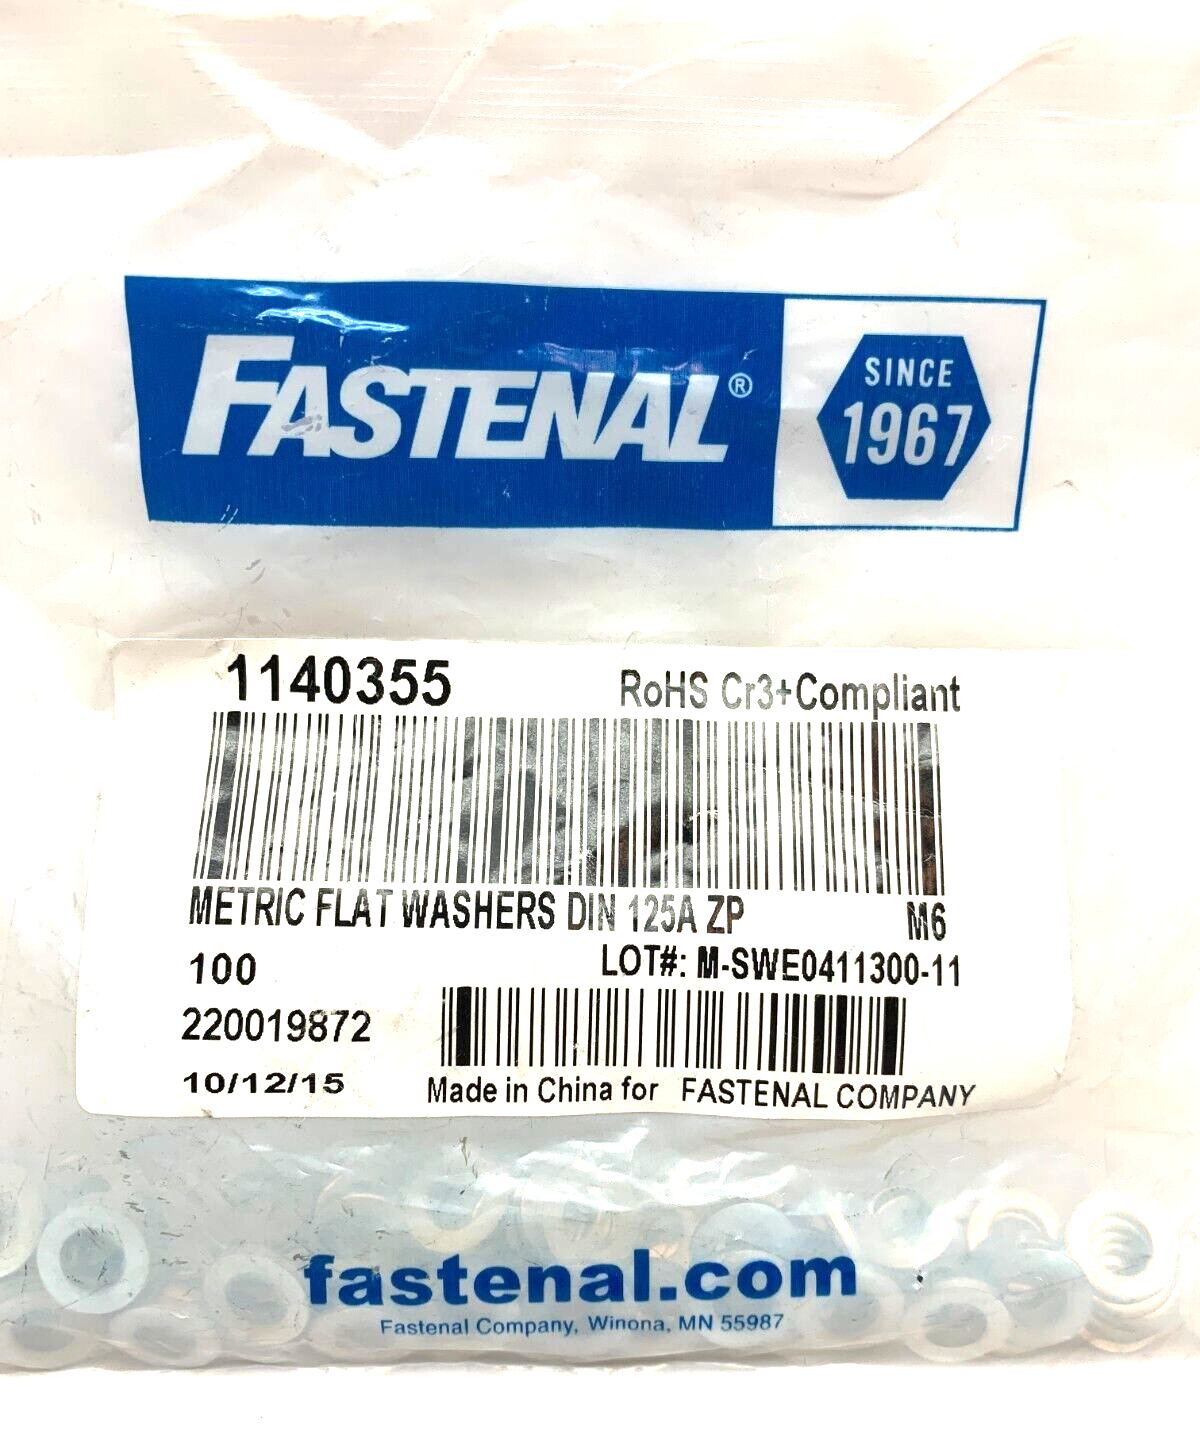 FASTENAL®
SINCE
1967
1140355
RoHS Cr3+Compliant
METRIC FLAT WASHERS DIN 125A ZP M6
100
LOT#: M-SWE0411300-11
220019872
10/12/15
Made in China for FASTENAL COMPANY
fastenal.com
Fastenal Company, Winona, MN 55987